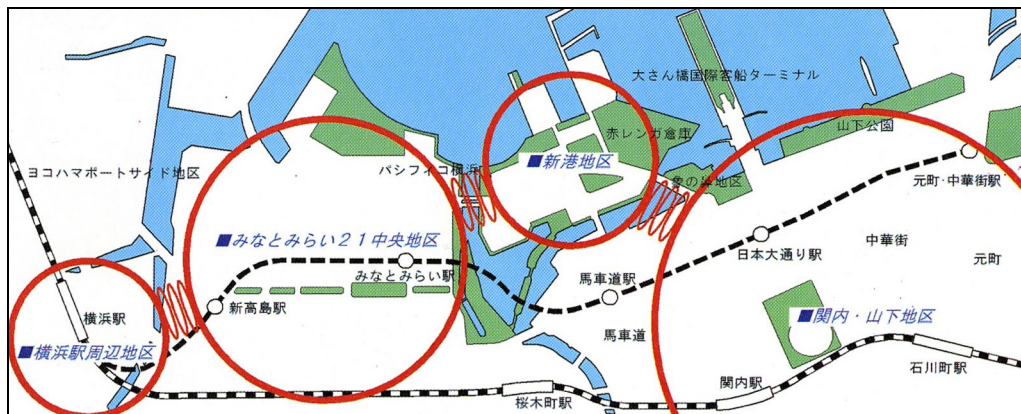 大さん橋国際客船ターミナル
山下公園
赤レンガ倉庫
■新港地区
ヨコハマポートサイド地区
パシフィコ横浜
象の鼻地区
元町・中華街駅
■みなとみらい２１中央地区
日本大通り駅
中華街
元町
みなとみらい駅
馬車道駅
新高島駅
横浜駅
馬車道
■関内・山下地区
■横浜駅周辺地区
石川町駅
関内駅
桜木町駅